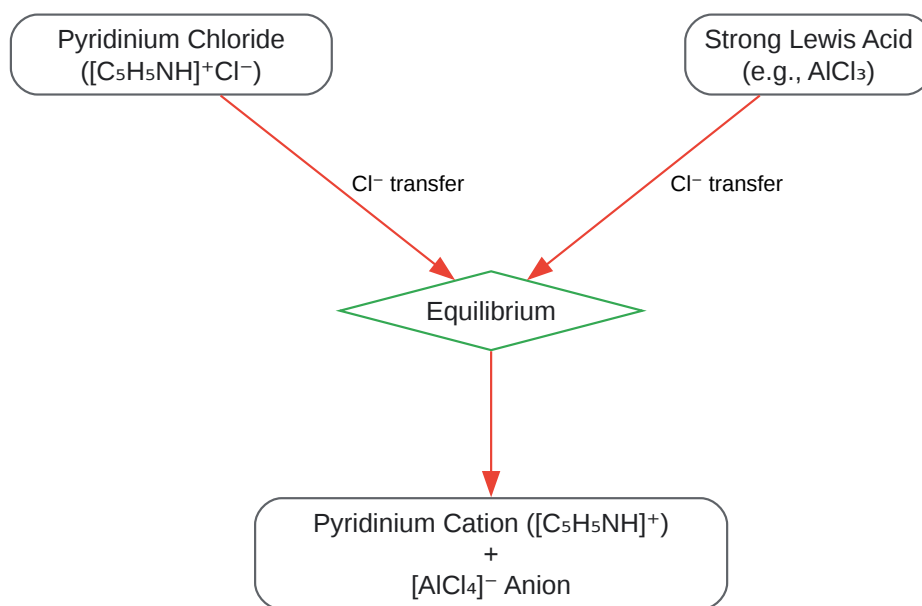 Pyridinium Chloride
([C₅H₅NH]⁺Cl⁻)
Strong Lewis Acid
(e.g., AlCl₃)
Cl⁻ transfer
Cl⁻ transfer
Equilibrium
Pyridinium Cation ([C₅H₅NH]⁺)
+
[AlCl₄]⁻ Anion